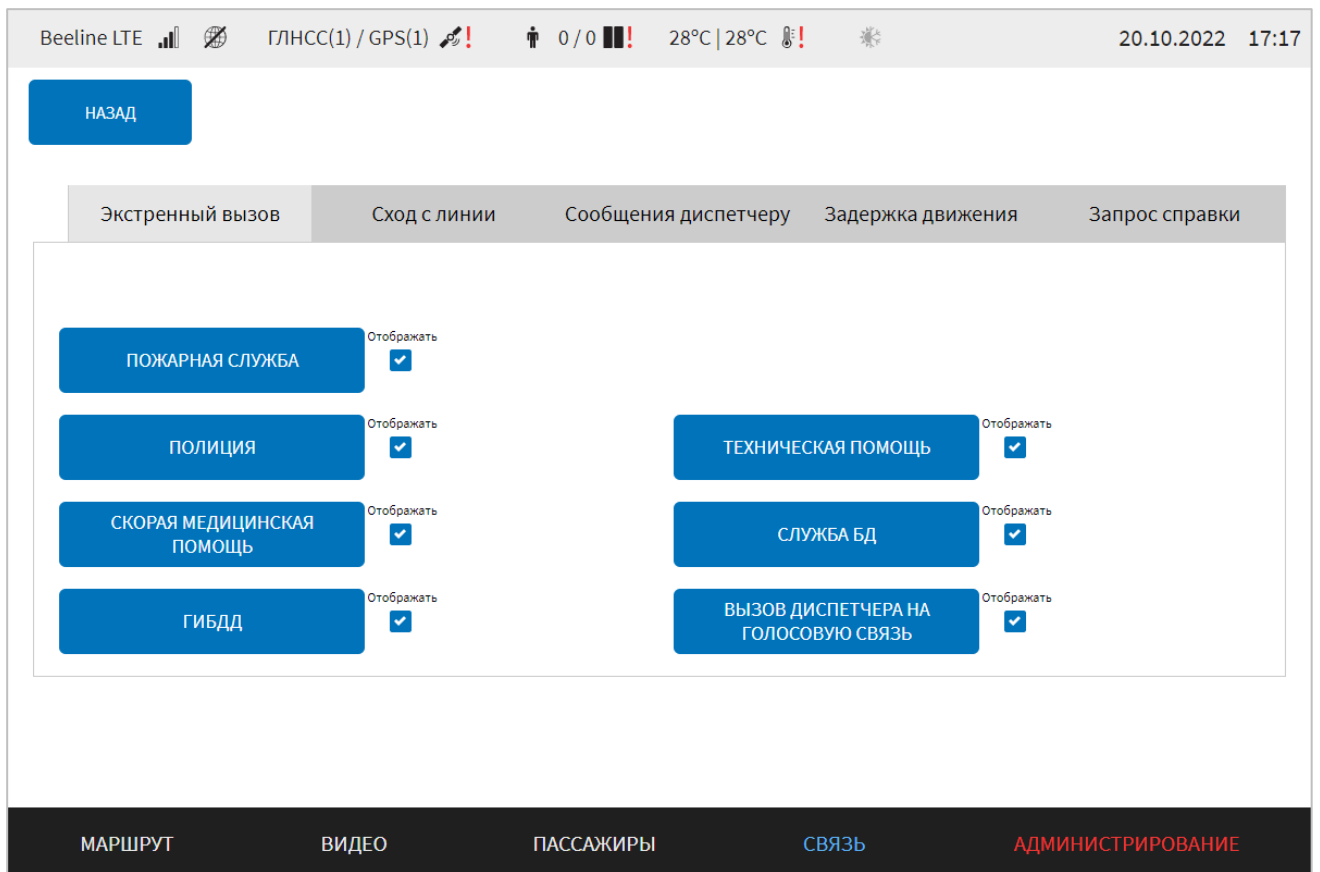 Beeline LTE ГЛНСС(1) / GPS(1) ! 0 / 0 ! 28°C | 28°C ! 20.10.2022 17:17
НАЗАД
Экстренный вызов Сход с линии Сообщения диспетчеру Задержка движения Запрос справки
Отображать
ПОЖАРНАЯ СЛУЖБА
Отображать Отображать
ПОЛИЦИЯ ТЕХНИЧЕСКАЯ ПОМОЩЬ
Отображать Отображать
СКОРАЯ МЕДИЦИНСКАЯ
ПОМОЩЬ
СЛУЖБА БД
Отображать Отображать
ГИБДД
ВЫЗОВ ДИСПЕТЧЕРА НА
ГОЛОСОВУЮ СВЯЗЬ
МАРШРУТ ВИДЕО ПАССАЖИРЫ СВЯЗЬ АДМИНИСТРИРОВАНИЕ